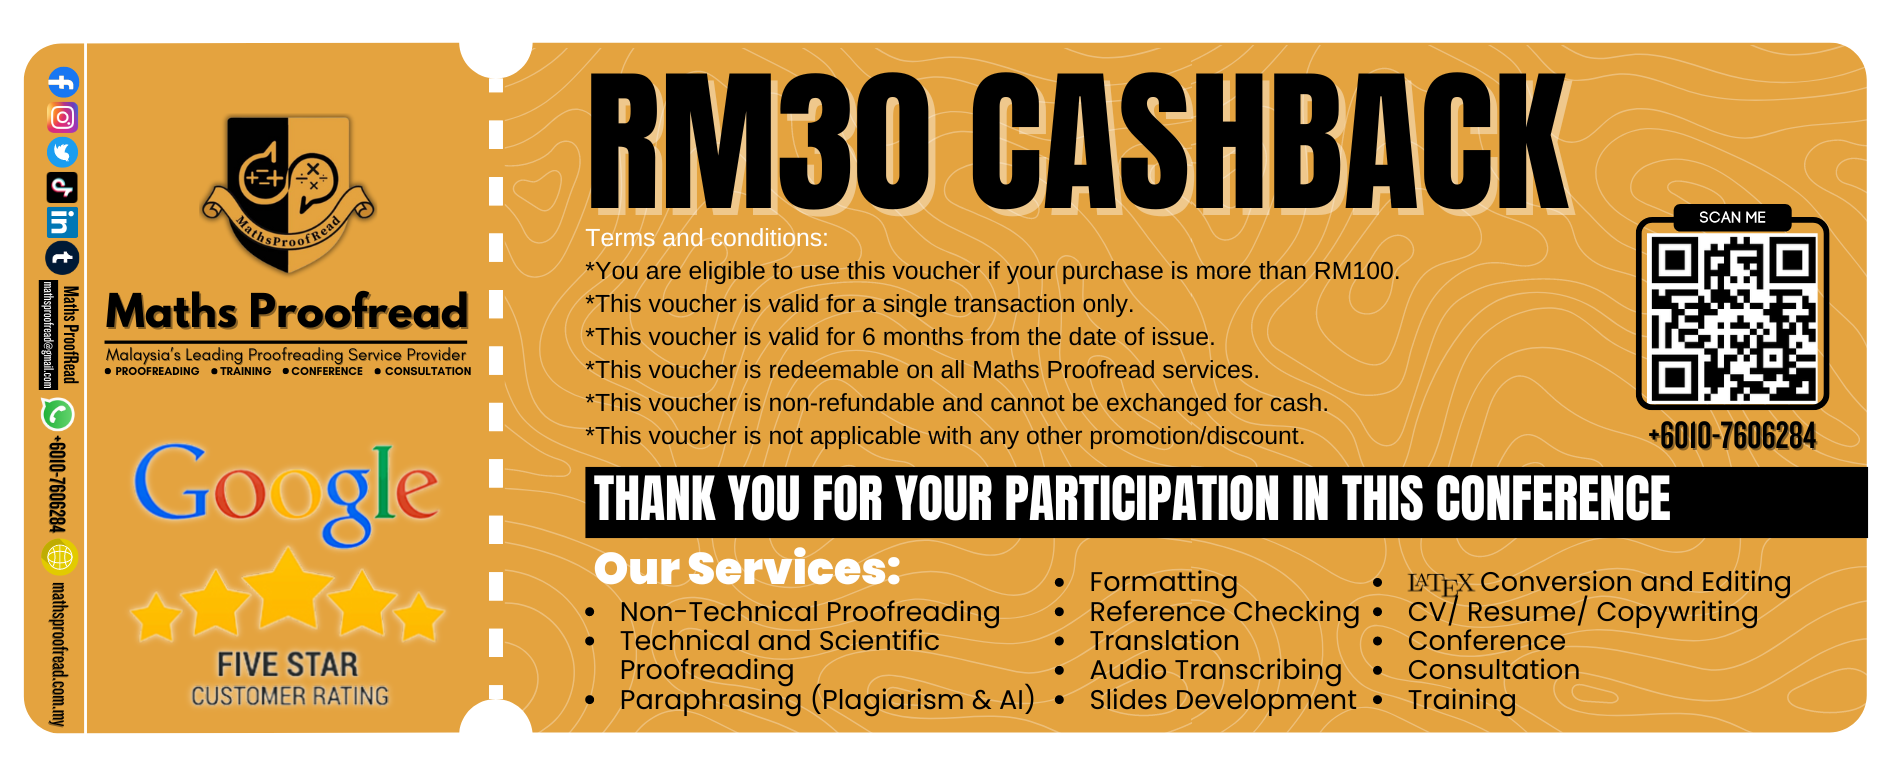 Maths ProofRead
mathsproofread@gmail.com
+6010-7606284
mathsproofread.com.my
MathsProofRead
Maths Proofread
Malaysia's Leading Proofreading Service Provider
• PROOFREADING • TRAINING • CONFERENCE • CONSULTATION
Google
FIVE STAR
CUSTOMER RATING
RM30 CASHBACK
Terms and conditions:
*You are eligible to use this voucher if your purchase is more than RM100.
*This voucher is valid for a single transaction only.
*This voucher is valid for 6 months from the date of issue.
*This voucher is redeemable on all Maths Proofread services.
*This voucher is non-refundable and cannot be exchanged for cash.
*This voucher is not applicable with any other promotion/discount.
SCAN ME
+6010-7606284
THANK YOU FOR YOUR PARTICIPATION IN THIS CONFERENCE
Our Services:
• Non-Technical Proofreading
• Technical and Scientific
Proofreading
• Paraphrasing (Plagiarism & AI)
• Formatting
• Reference Checking
• Translation
• Audio Transcribing
• Slides Development
• LATEX Conversion and Editing
• CV/ Resume/ Copywriting
• Conference
• Consultation
• Training